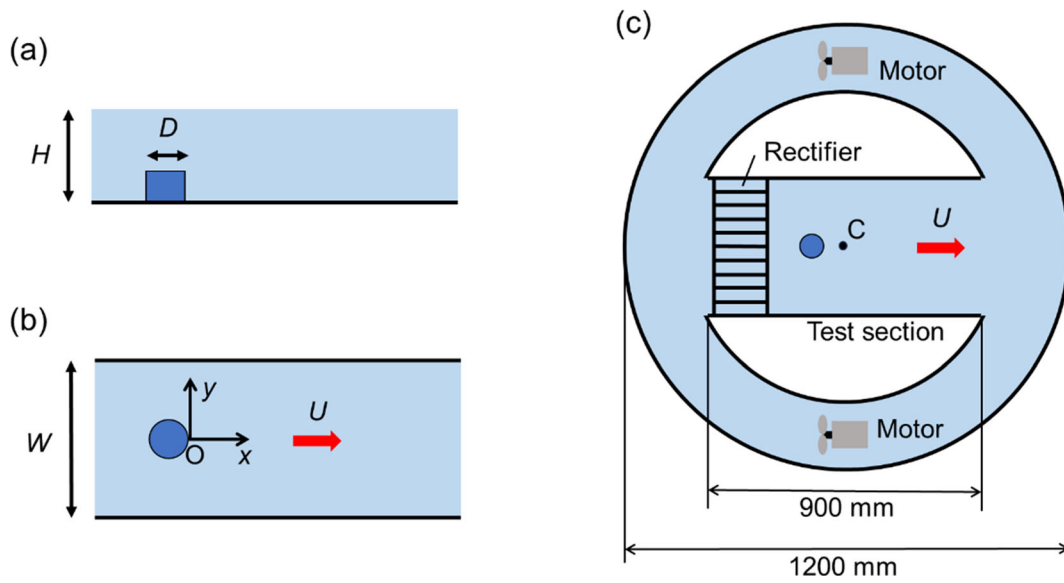 (a)
D
H
(b)
y
U
W
O
x
(c)
Motor
Rectifier
U
C
Test section
Motor
900 mm
1200 mm